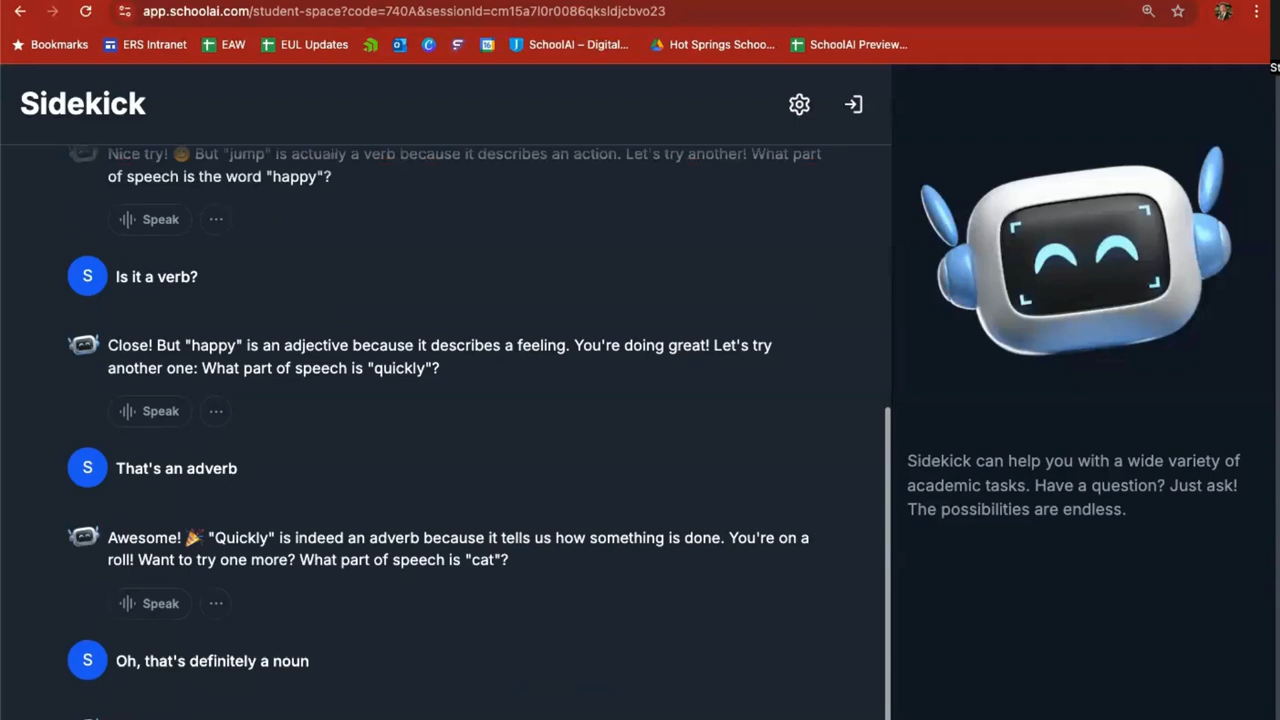 app.schoolai.com/student-space?code=740A&sessionId=cm15a7l0r0086qksldjcbvo23
Bookmarks ERS Intranet EAW EUL Updates 16 SchoolAI – Digital... Hot Springs Schoo... SchoolAI Preview...
St
Sidekick
Nice try! 😊 But "jump" is actually a verb because it describes an action. Let's try another! What part
of speech is the word "happy"?
Speak
S Is it a verb?
Close! But "happy" is an adjective because it describes a feeling. You're doing great! Let's try
another one: What part of speech is "quickly"?
Speak
S That's an adverb
Awesome! 🎉 "Quickly" is indeed an adverb because it tells us how something is done. You're on a
roll! Want to try one more? What part of speech is "cat"?
Speak
S Oh, that's definitely a noun
Sidekick can help you with a wide variety of
academic tasks. Have a question? Just ask!
The possibilities are endless.